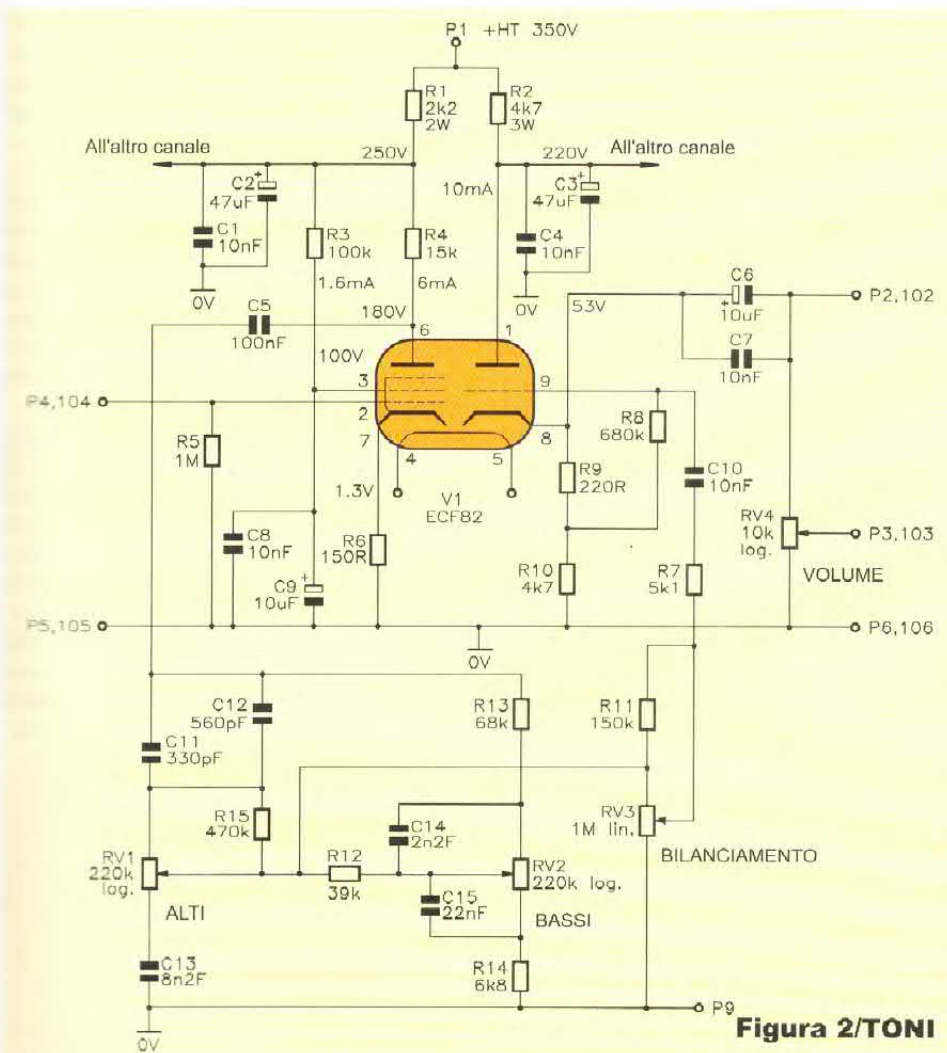 P1 +HT 350V
R1
2k2
2W
R2
4k7
3W
All'altro canale
250V
220V
All'altro canale
C2
47uF
+
C1
10nF
0V
R3
100k
1.6mA
R4
15k
6mA
10mA
C3
47uF
+
C4
10nF
0V
C5
100nF
180V
100V
53V
C6
+
10uF
C7
10nF
P2,102
6
1
3
9
2
7
8
4
5
P4,104
R5
1M
1.3V
V1
ECF82
R8
680k
R9
220R
C10
10nF
RV4
10k
log.
P3,103
VOLUME
C8
10nF
+
C9
10uF
R6
150R
R10
4k7
R7
5k1
P5,105
0V
P6,106
C12
560pF
C11
330pF
R13
68k
R11
150k
R15
470k
C14
2n2F
RV3
1M lin.
BILANCIAMENTO
RV1
220k
log.
R12
39k
RV2
220k log.
ALTI
C15
22nF
BASSI
C13
8n2F
R14
6k8
P9
0V
Figura 2/TONI